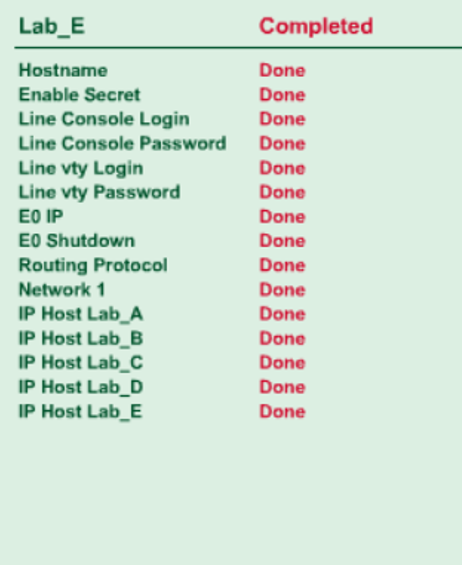 Lab_E Completed
Hostname Done
Enable Secret Done
Line Console Login Done
Line Console Password Done
Line vty Login Done
Line vty Password Done
E0 IP Done
E0 Shutdown Done
Routing Protocol Done
Network 1 Done
IP Host Lab_A Done
IP Host Lab_B Done
IP Host Lab_C Done
IP Host Lab_D Done
IP Host Lab_E Done